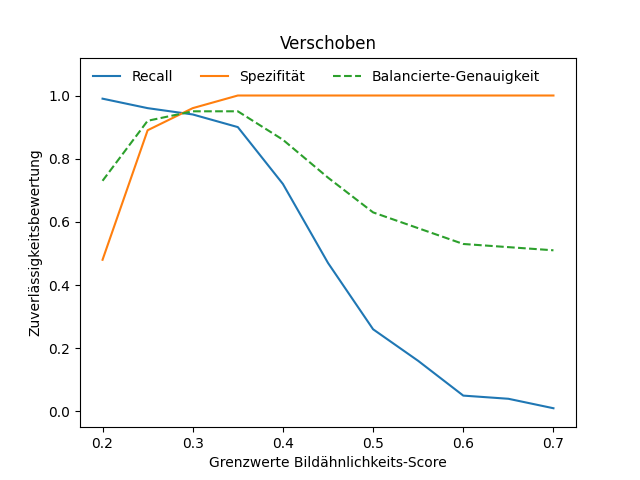 Verschoben
Recall Spezifität Balancierte-Genauigkeit
1.0
0.8
0.6
0.4
0.2
0.0
Zuverlässigkeitsbewertung
0.2 0.3 0.4 0.5 0.6 0.7
Grenzwerte Bildähnlichkeits-Score